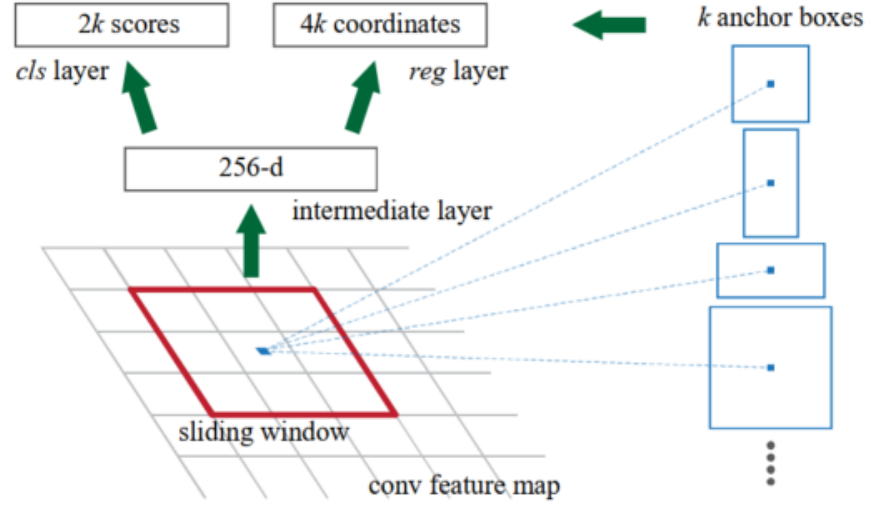 2k scores
4k coordinates
k anchor boxes
cls layer
reg layer
256-d
intermediate layer
sliding window
conv feature map